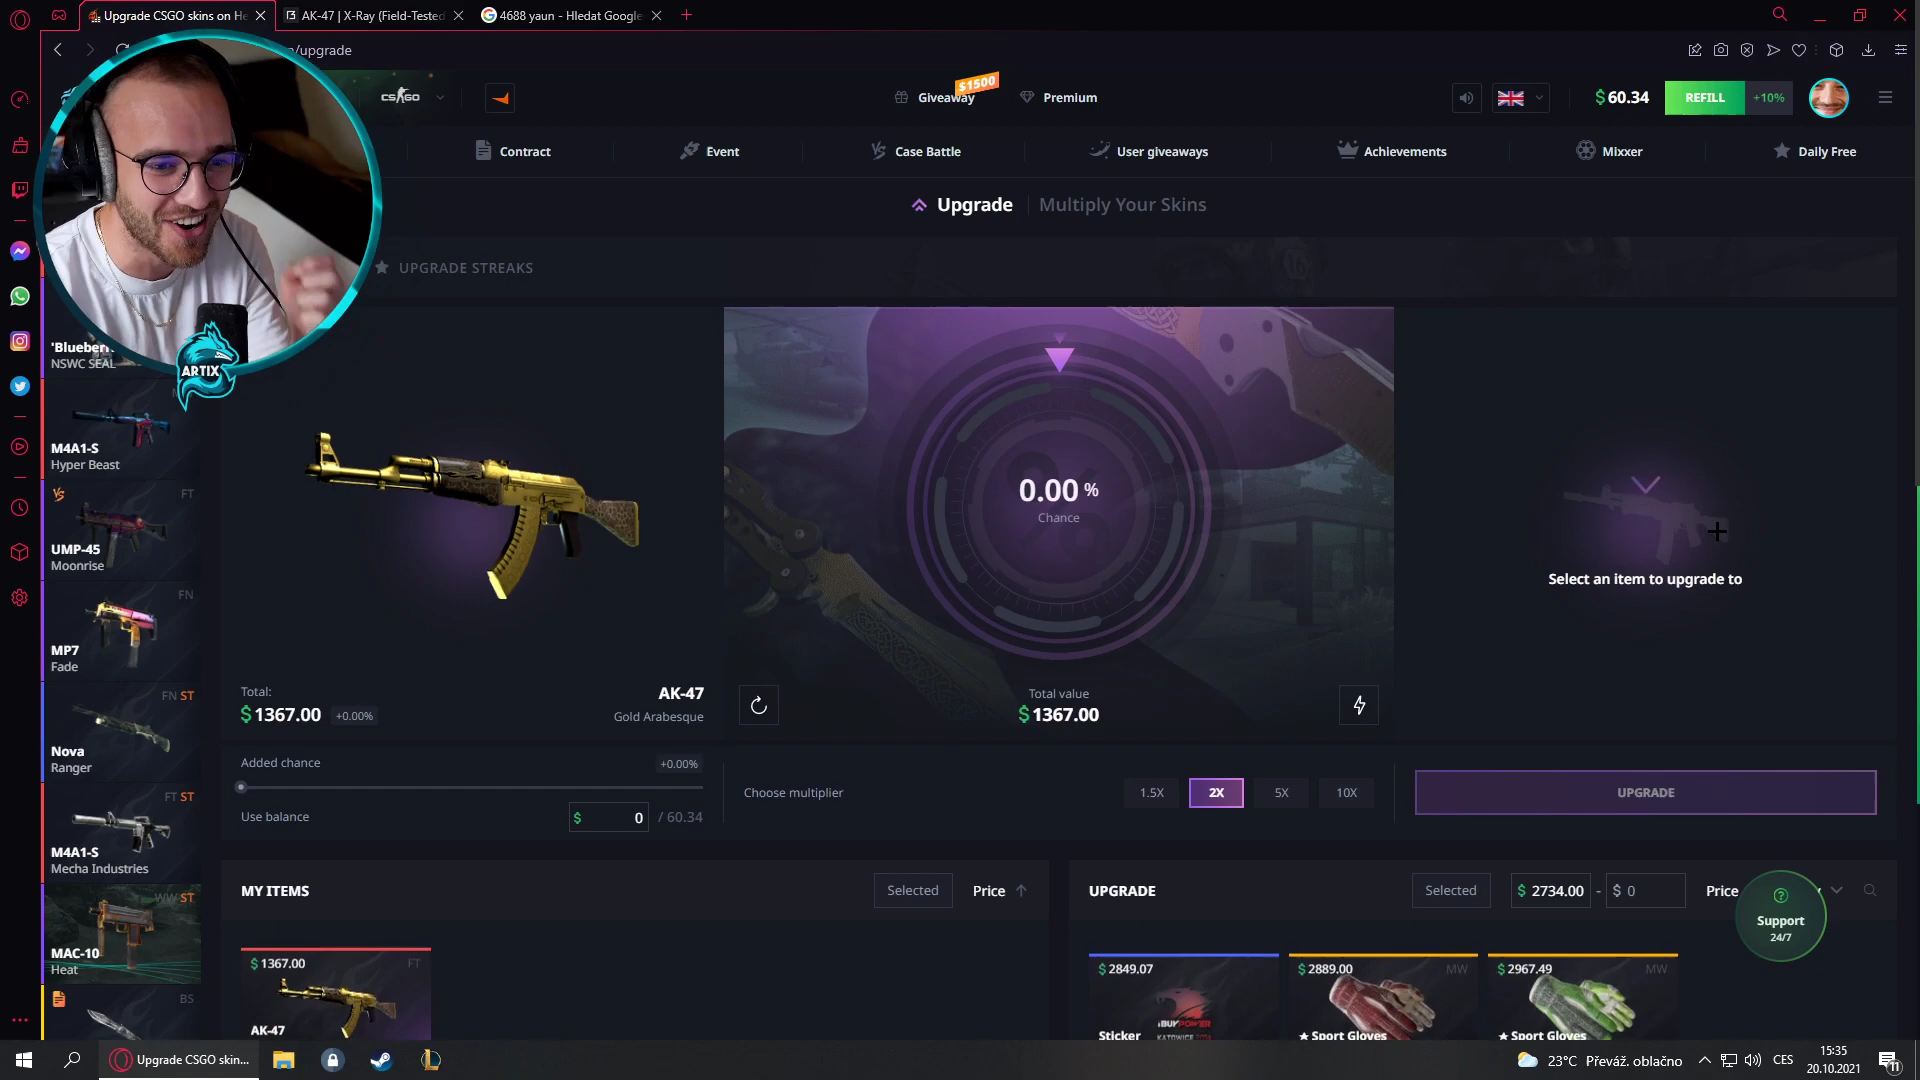 Upgrade CSGO skins on He
AK-47 | X-Ray (Field-Tested
4688 yaun - Hledat Google
/upgrade
CS:GO
$1500
Giveaway
Premium
$60.34
REFILL
+10%
Contract
Event
Case Battle
User giveaways
Achievements
Mixxer
Daily Free
Upgrade
Multiply Your Skins
UPGRADE STREAKS
'Blueberr
NSWC SEAL
ARTIX
M4A1-S
Hyper Beast
FT
UMP-45
Moonrise
FN
MP7
Fade
FN ST
Nova
Ranger
FT ST
M4A1-S
Mecha Industries
WW ST
MAC-10
Heat
BS
Total:
$1367.00
+0.00%
AK-47
Gold Arabesque
0.00 %
Chance
Total value
$1367.00
Select an item to upgrade to
Added chance
+0.00%
Use balance
$ 0
/ 60.34
Choose multiplier
1.5X
2X
5X
10X
UPGRADE
MY ITEMS
Selected
Price
$1367.00
FT
AK-47
UPGRADE
Selected
$ 2734.00 - $ 0
Price
Support
24/7
$2849.07
iBUYPOWER
KATOWICE 2014
Sticker
$2889.00
MW
★ Sport Gloves
$2967.49
MW
★ Sport Gloves
Upgrade CSGO skin...
23°C Převáž. oblačno
CES
15:35
20.10.2021
11